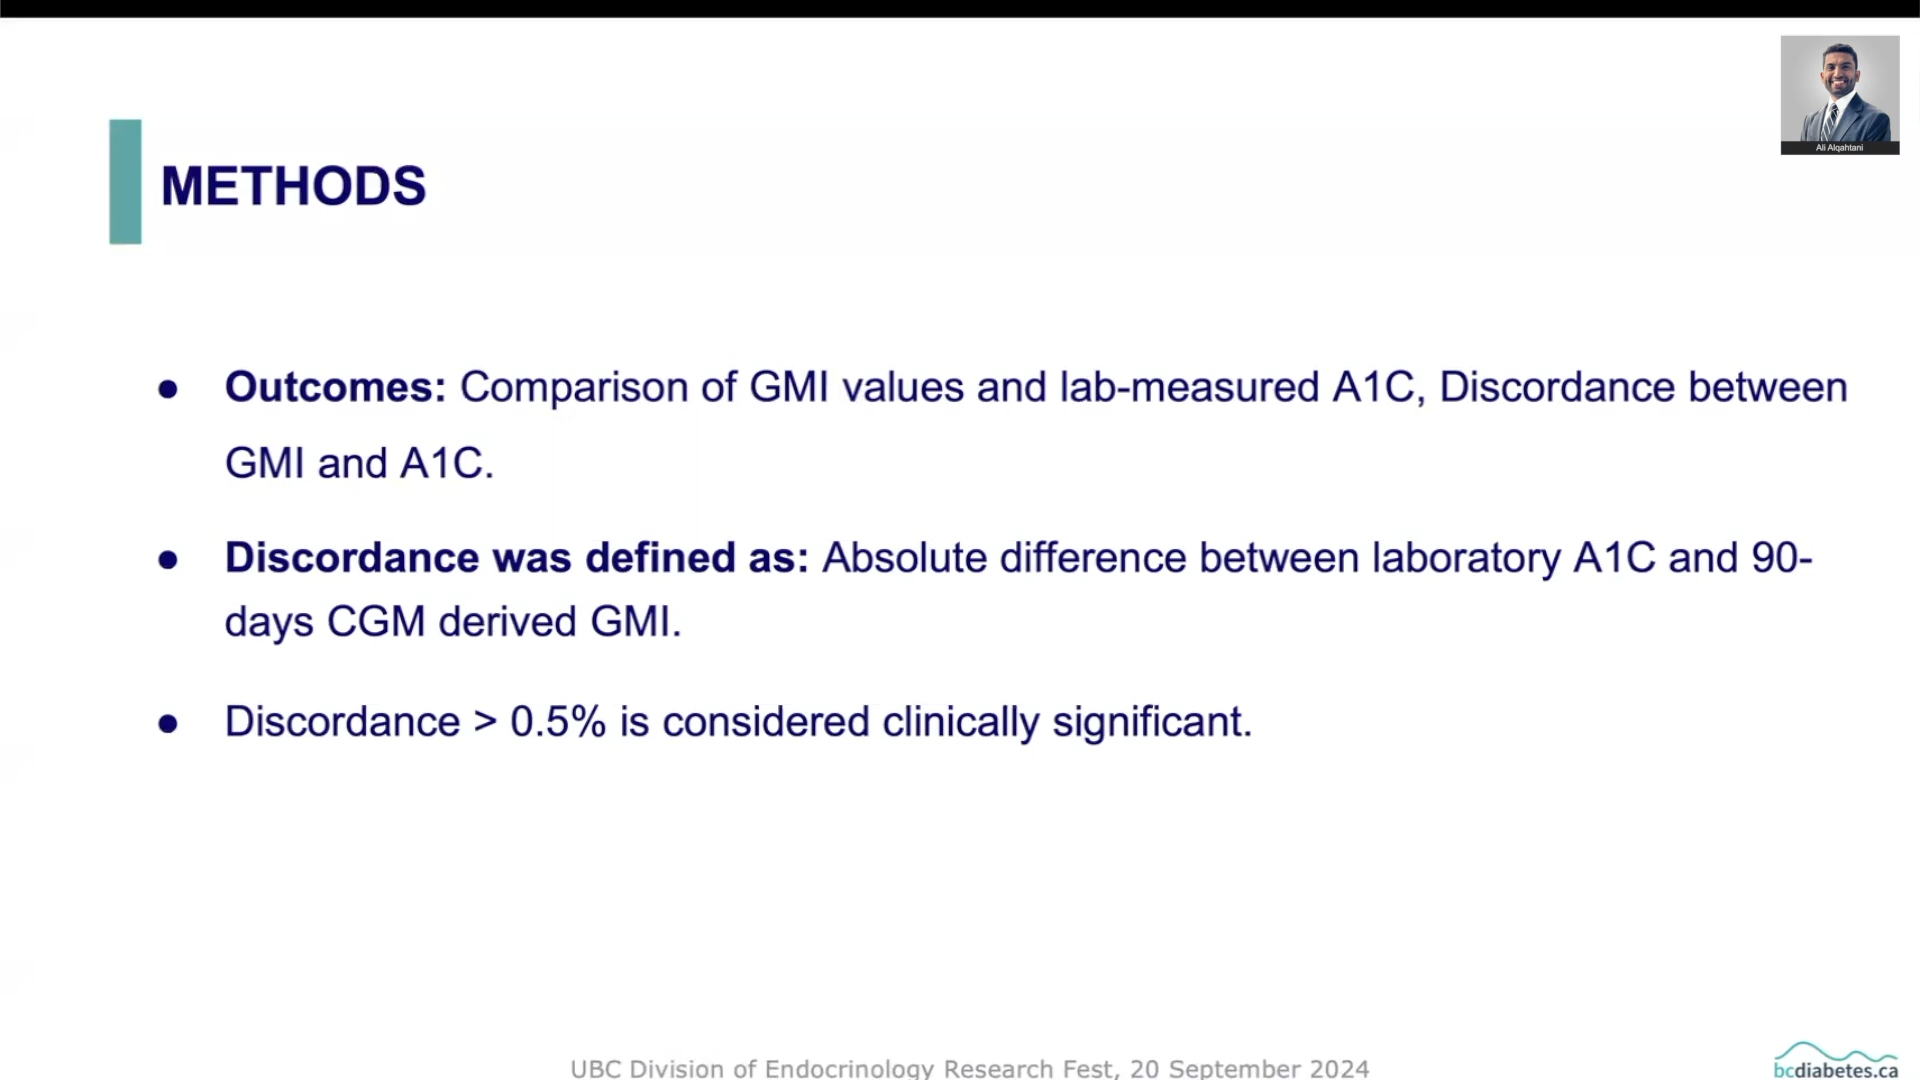 Ali Alqahtani
METHODS
● Outcomes: Comparison of GMI values and lab-measured A1C, Discordance between
GMI and A1C.
● Discordance was defined as: Absolute difference between laboratory A1C and 90-
days CGM derived GMI.
● Discordance > 0.5% is considered clinically significant.
UBC Division of Endocrinology Research Fest, 20 September 2024
bcdiabetes.ca